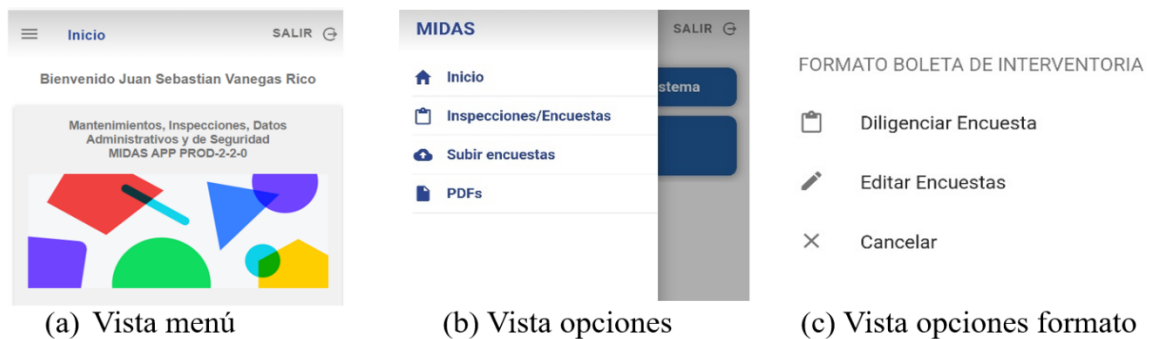 Inicio
SALIR
Bienvenido Juan Sebastian Vanegas Rico
Mantenimientos, Inspecciones, Datos
Administrativos y de Seguridad
MIDAS APP PROD-2-2-0
(a) Vista menú
MIDAS
SALIR
Inicio
stema
Inspecciones/Encuestas
Subir encuestas
PDFs
(b) Vista opciones
FORMATO BOLETA DE INTERVENTORIA
Diligenciar Encuesta
Editar Encuestas
Cancelar
(c) Vista opciones formato